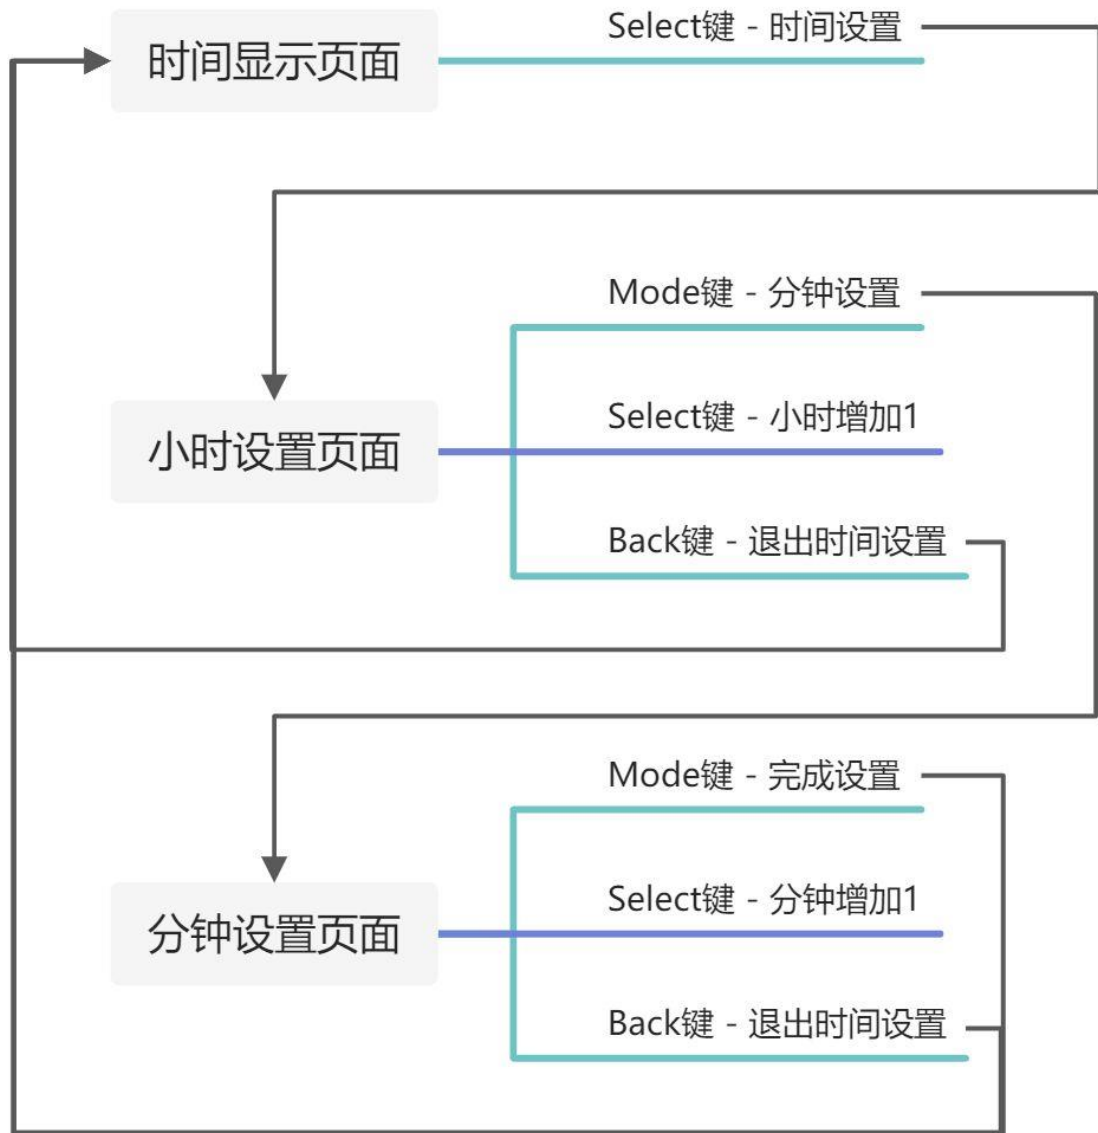 时间显示页面
Select键 - 时间设置
小时设置页面
Mode键 - 分钟设置
Select键 - 小时增加1
Back键 - 退出时间设置
分钟设置页面
Mode键 - 完成设置
Select键 - 分钟增加1
Back键 - 退出时间设置